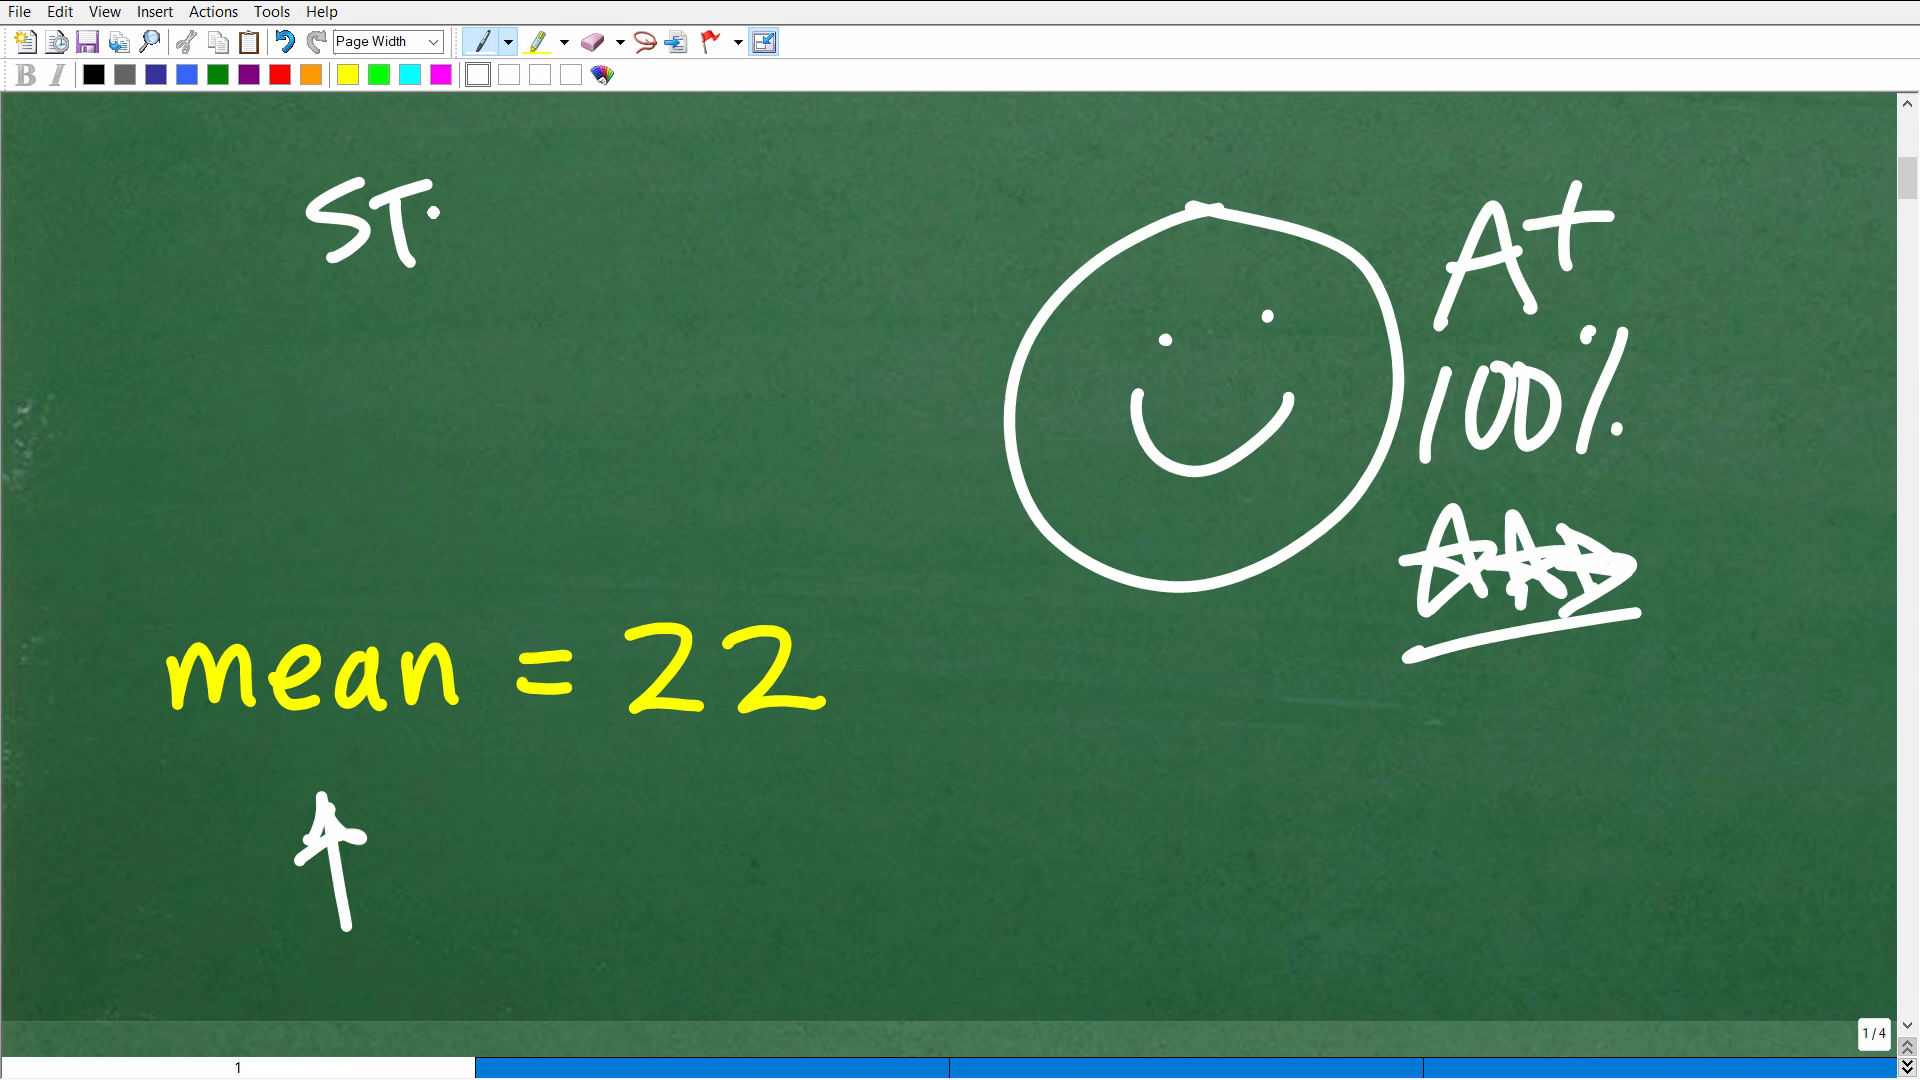 File Edit View Insert Actions Tools Help
Page Width
B I
ST
A+
100%
mean = 22
1 / 4
1